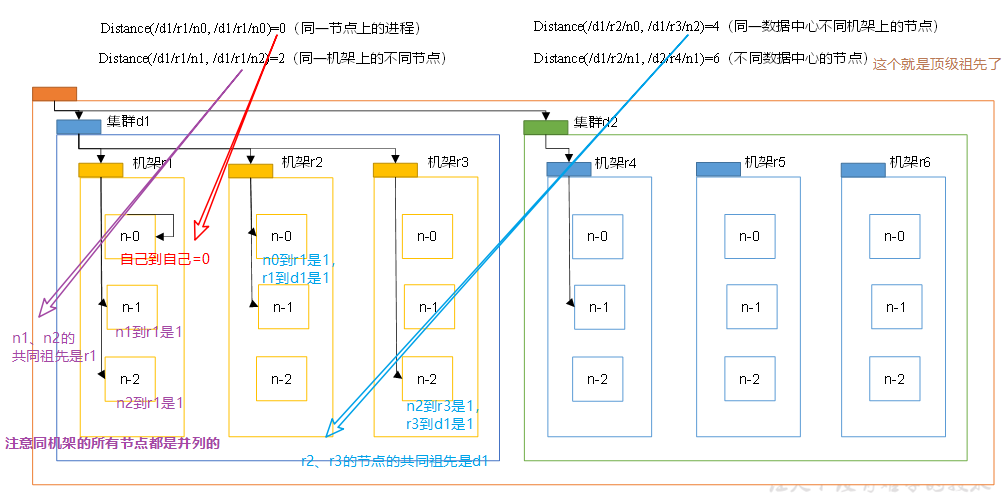 Distance(/d1/r1/n0, /d1/r1/n0)=0（同一节点上的进程）
Distance(/d1/r2/n0, /d1/r3/n2)=4（同一数据中心不同机架上的节点）
Distance(/d1/r1/n1, /d1/r1/n2)=2（同一机架上的不同节点）
Distance(/d1/r2/n1, /d2/r4/n1)=6（不同数据中心的节点）
这个就是顶级祖先了
集群d1
集群d2
机架r1
机架r2
机架r3
机架r4
机架r5
机架r6
n-0
n-0
n-0
n-0
n-0
n-0
自己到自己=0
n0到r1是1，
r1到d1是1
n-1
n-1
n-1
n-1
n-1
n-1
n1到r1是1
n1、n2的
共同祖先是r1
n-2
n-2
n-2
n-2
n-2
n-2
n2到r1是1
n2到r3是1，
r3到d1是1
注意同机架的所有节点都是并列的
r2、r3的节点的共同祖先是d1